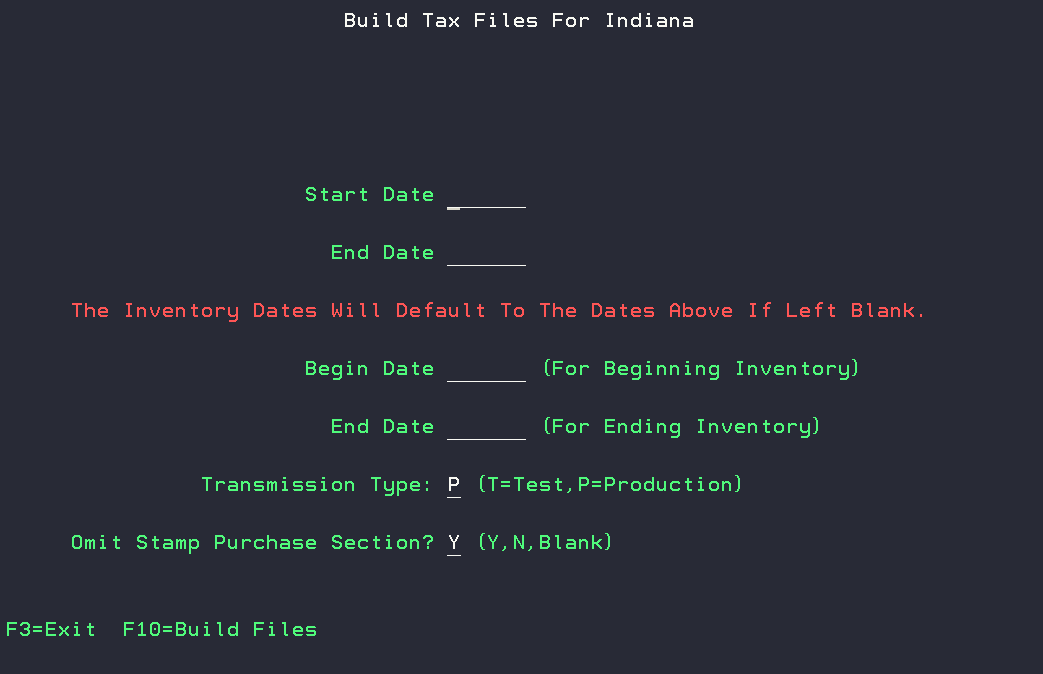 Build Tax Files For Indiana
Start Date ______
End Date ______
The Inventory Dates Will Default To The Dates Above If Left Blank.
Begin Date ______ (For Beginning Inventory)
End Date ______ (For Ending Inventory)
Transmission Type: P (T=Test,P=Production)
Omit Stamp Purchase Section? Y (Y,N,Blank)
F3=Exit  F10=Build Files